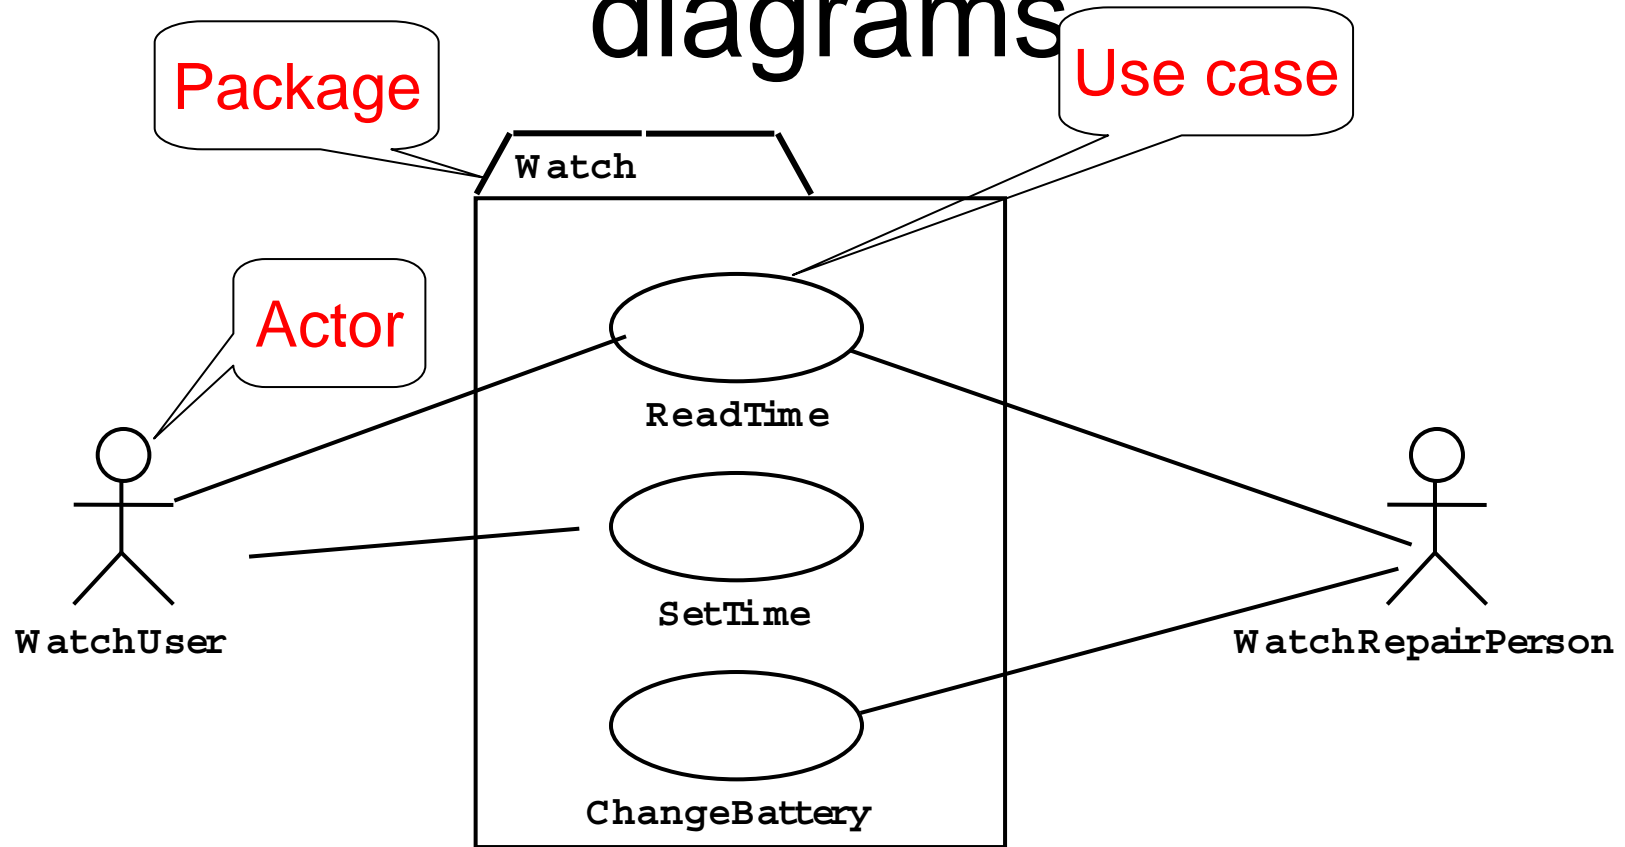 diagrams
Package
Use case
Watch
Actor
ReadTime
SetTime
WatchUser
WatchRepairPerson
ChangeBattery